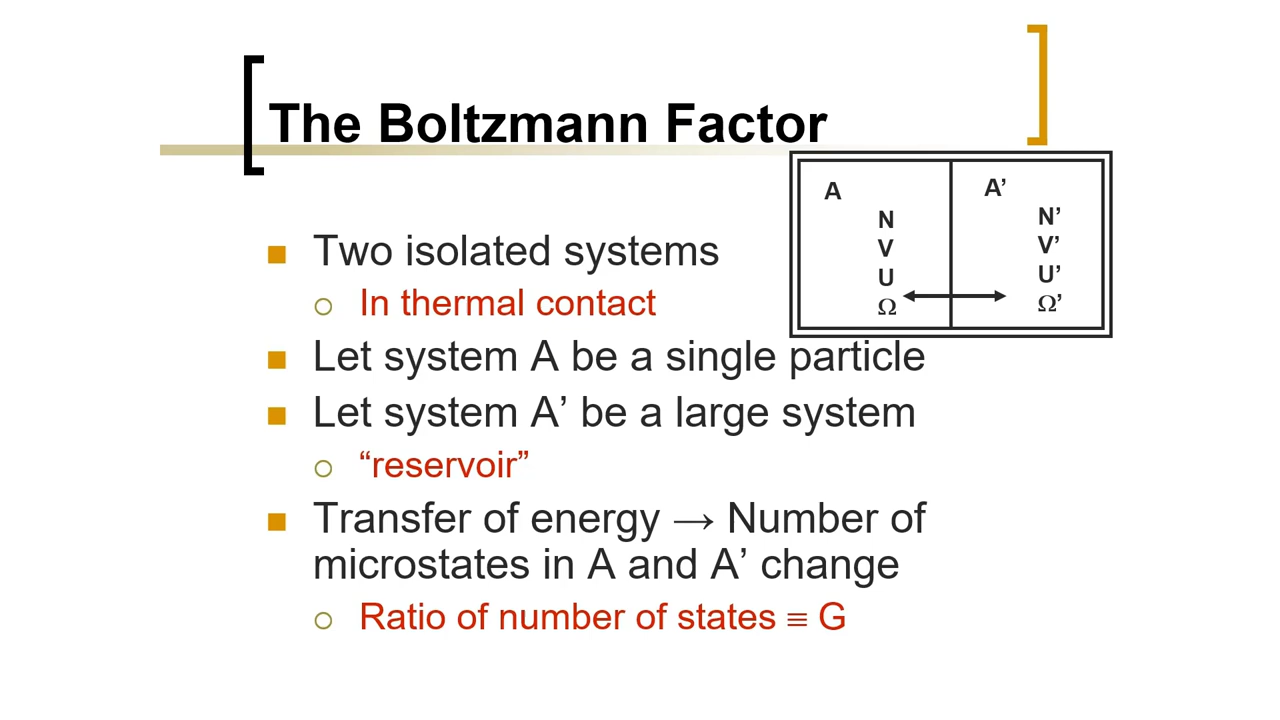 The Boltzmann Factor
A
N
V
U
Ω
A’
N’
V’
U’
Ω’
Two isolated systems
In thermal contact
Let system A be a single particle
Let system A’ be a large system
“reservoir”
Transfer of energy → Number of
microstates in A and A’ change
Ratio of number of states ≡ G